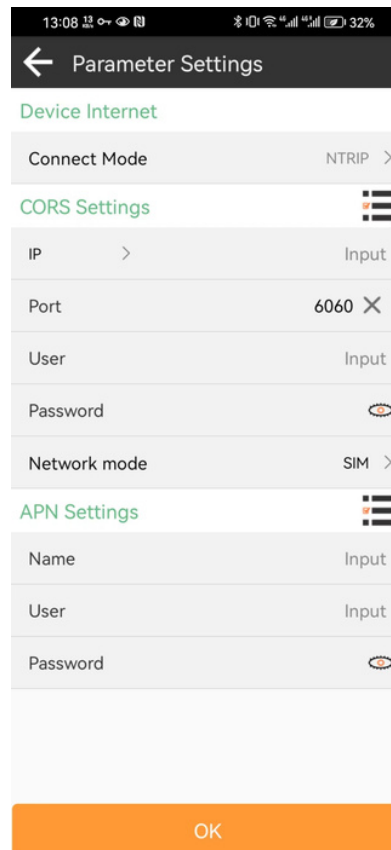 13:08 32%
Parameter Settings
Device Internet
Connect Mode NTRIP
CORS Settings
IP Input
Port 6060
User Input
Password
Network mode SIM
APN Settings
Name Input
User Input
Password
OK